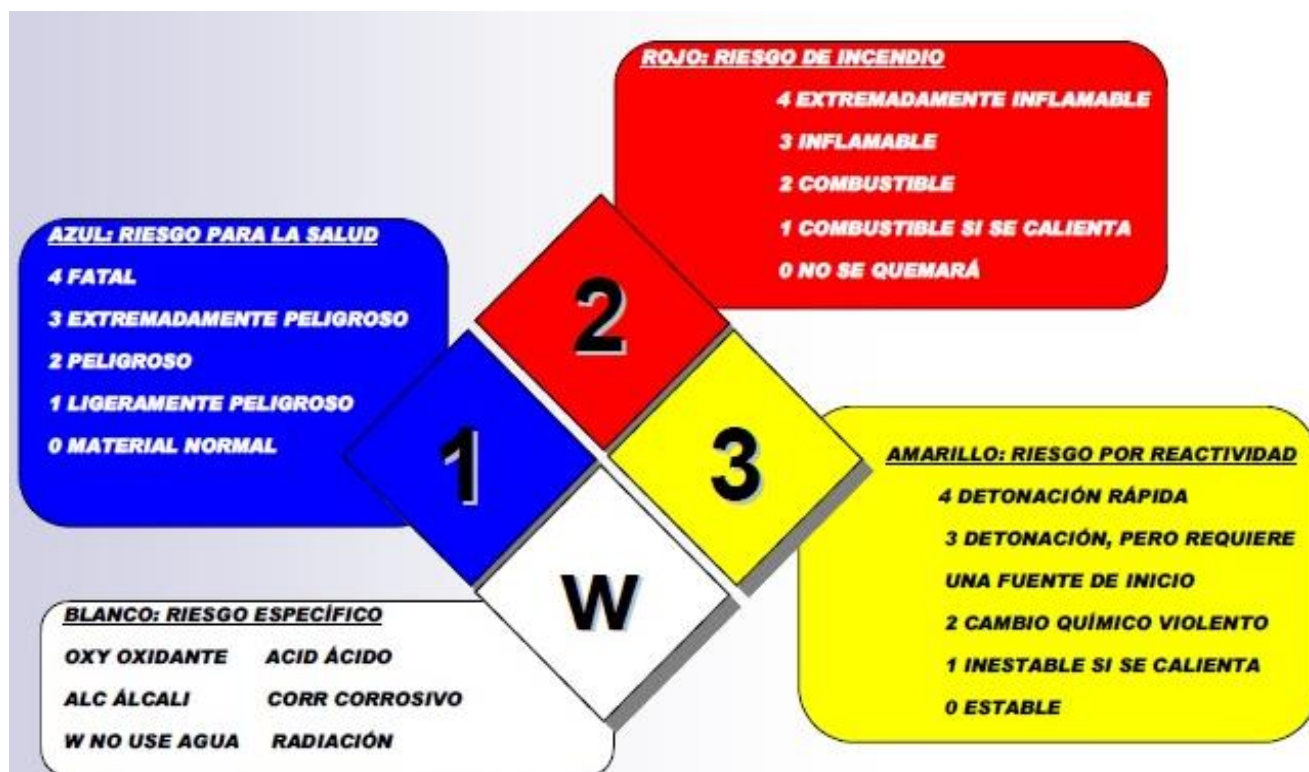 ROJO: RIESGO DE INCENDIO
4 EXTREMADAMENTE INFLAMABLE
3 INFLAMABLE
2 COMBUSTIBLE
1 COMBUSTIBLE SI SE CALIENTA
0 NO SE QUEMARÁ
AZUL: RIESGO PARA LA SALUD
4 FATAL
3 EXTREMADAMENTE PELIGROSO
2 PELIGROSO
1 LIGERAMENTE PELIGROSO
0 MATERIAL NORMAL
2
1
3
W
AMARILLO: RIESGO POR REACTIVIDAD
4 DETONACIÓN RÁPIDA
3 DETONACIÓN, PERO REQUIERE
UNA FUENTE DE INICIO
2 CAMBIO QUÍMICO VIOLENTO
1 INESTABLE SI SE CALIENTA
0 ESTABLE
BLANCO: RIESGO ESPECÍFICO
OXY OXIDANTE ACID ÁCIDO
ALC ÁLCALI CORR CORROSIVO
W NO USE AGUA RADIACIÓN